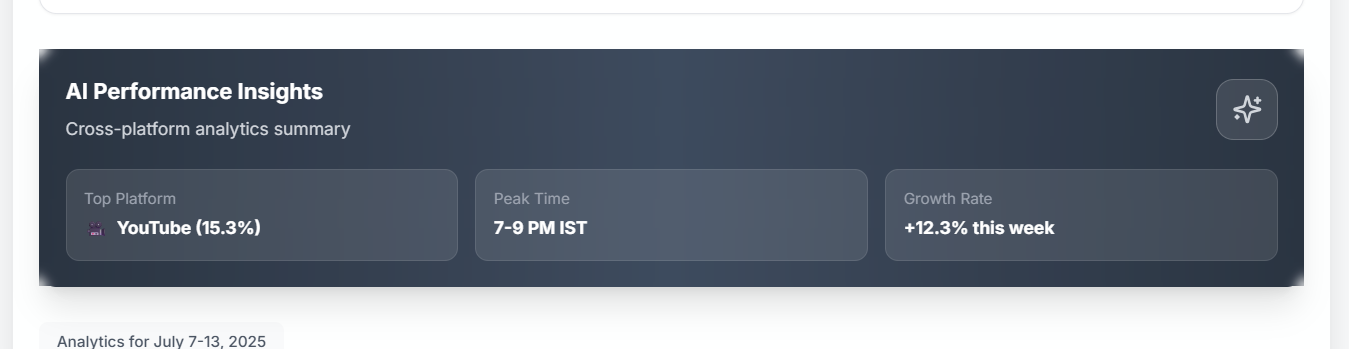 AI Performance Insights
Cross-platform analytics summary
Top Platform
YouTube (15.3%)
Peak Time
7-9 PM IST
Growth Rate
+12.3% this week
Analytics for July 7-13, 2025